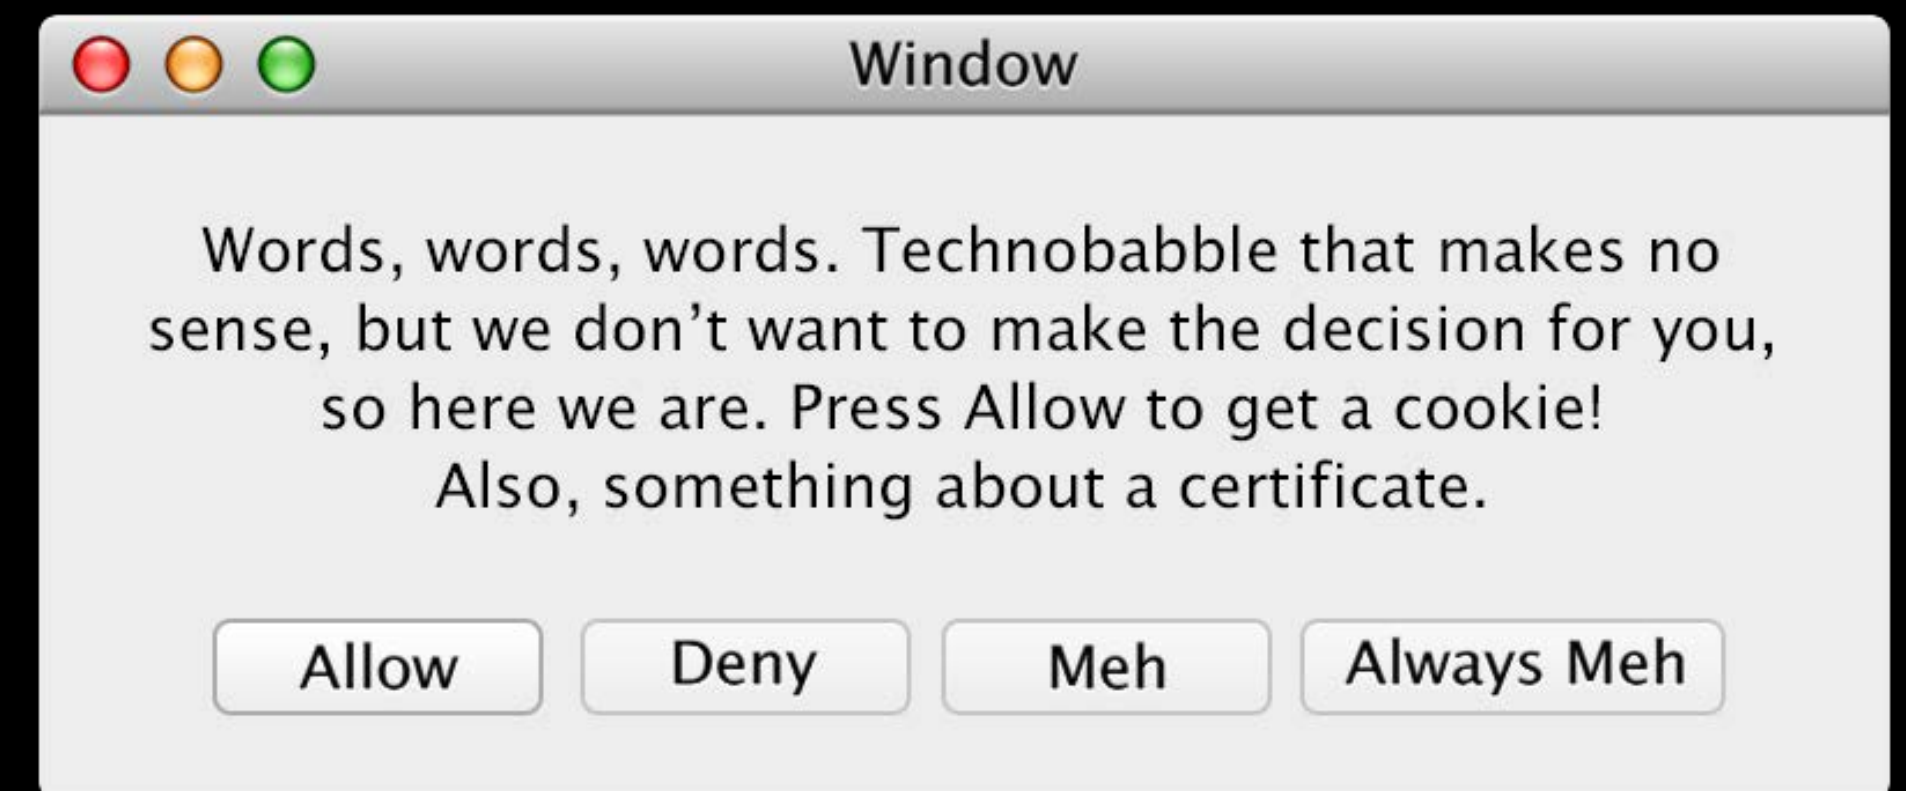 Window
Words, words, words. Technobabble that makes no
sense, but we don’t want to make the decision for you,
so here we are. Press Allow to get a cookie!
Also, something about a certificate.
Allow Deny Meh Always Meh